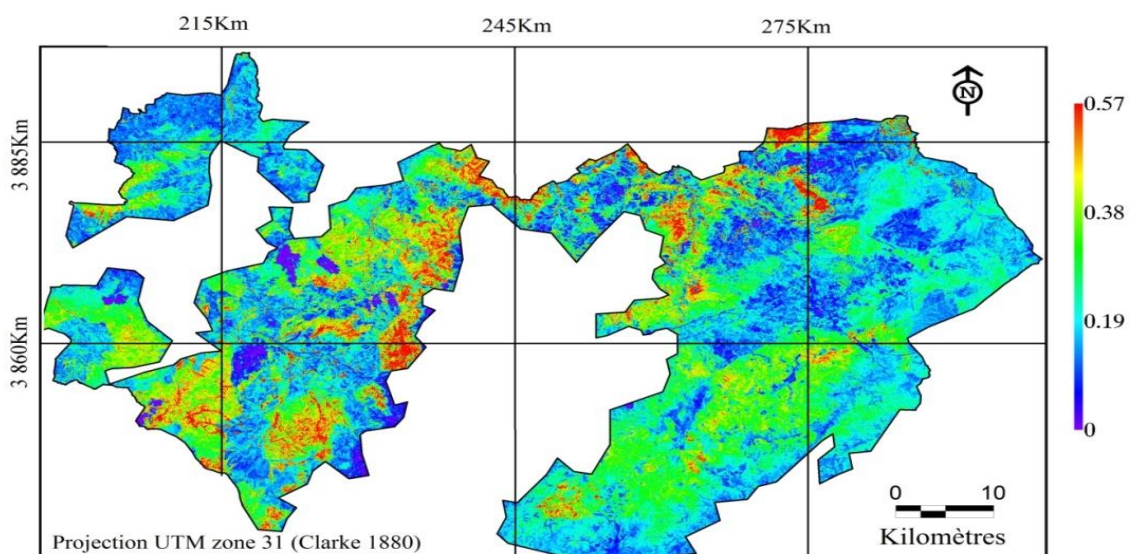 215Km 245Km 275Km
N
0.57
3 885Km
0.38
0.19
3 860Km
0
0 10
Kilomètres
Projection UTM zone 31 (Clarke 1880)